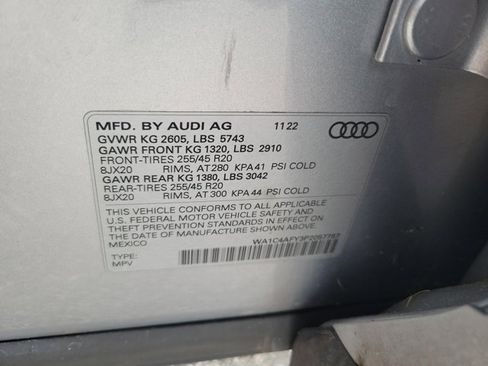 MFD. BY AUDI AG 11 22
GVWR KG 2605, LBS 5743
GAWR FRONT KG 1320, LBS 2910
FRONT-TIRES 255/45 R20
8JX20 RIMS, AT 280 KPA 41 PSI COLD
GAWR REAR KG 1380, LBS 3042
REAR-TIRES 255/45 R20
8JX20 RIMS, AT 300 KPA 44 PSI COLD
THIS VEHICLE CONFORMS TO ALL APPLICABLE
U.S. FEDERAL MOTOR VEHICLE SAFETY AND
THEFT PREVENTION STANDARDS IN EFFECT ON
THE DATE OF MANUFACTURE SHOWN ABOVE.
MEXICO
TYPE:
MPV